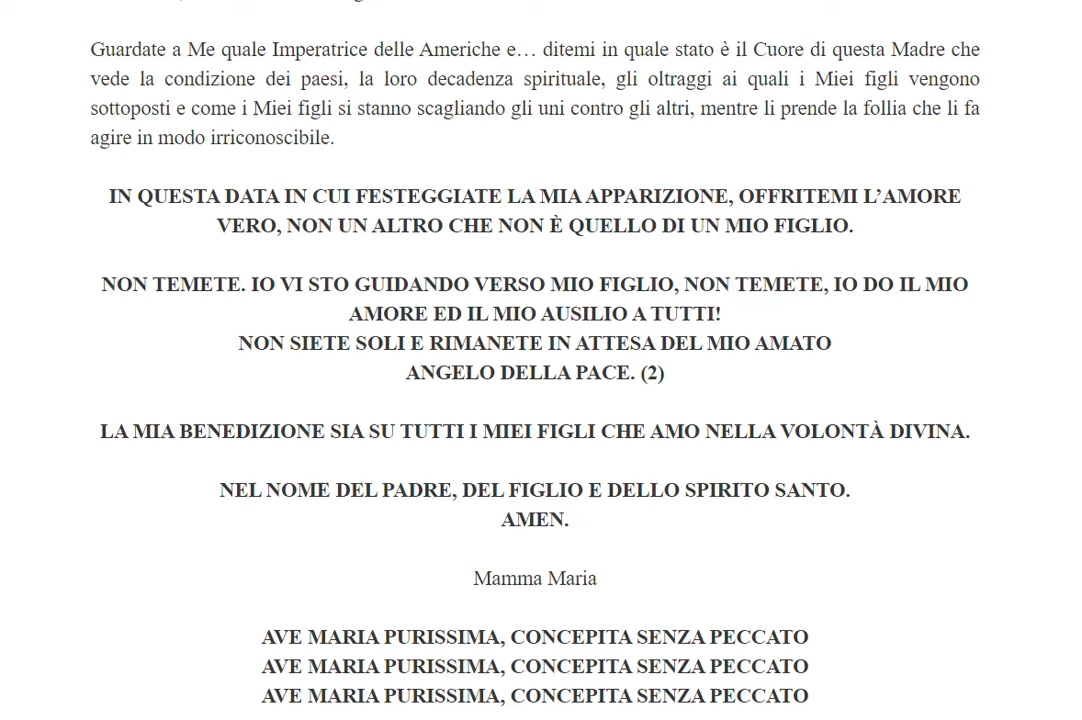 Guardate a Me quale Imperatrice delle Americhe e… ditemi in quale stato è il Cuore di questa Madre che
vede la condizione dei paesi, la loro decadenza spirituale, gli oltraggi ai quali i Miei figli vengono
sottoposti e come i Miei figli si stanno scagliando gli uni contro gli altri, mentre li prende la follia che li fa
agire in modo irriconoscibile.
IN QUESTA DATA IN CUI FESTEGGIATE LA MIA APPARIZIONE, OFFRITEMI L’AMORE
VERO, NON UN ALTRO CHE NON È QUELLO DI UN MIO FIGLIO.
NON TEMETE. IO VI STO GUIDANDO VERSO MIO FIGLIO, NON TEMETE, IO DO IL MIO
AMORE ED IL MIO AUSILIO A TUTTI!
NON SIETE SOLI E RIMANETE IN ATTESA DEL MIO AMATO
ANGELO DELLA PACE. (2)
LA MIA BENEDIZIONE SIA SU TUTTI I MIEI FIGLI CHE AMO NELLA VOLONTÀ DIVINA.
NEL NOME DEL PADRE, DEL FIGLIO E DELLO SPIRITO SANTO.
AMEN.
Mamma Maria
AVE MARIA PURISSIMA, CONCEPITA SENZA PECCATO
AVE MARIA PURISSIMA, CONCEPITA SENZA PECCATO
AVE MARIA PURISSIMA, CONCEPITA SENZA PECCATO